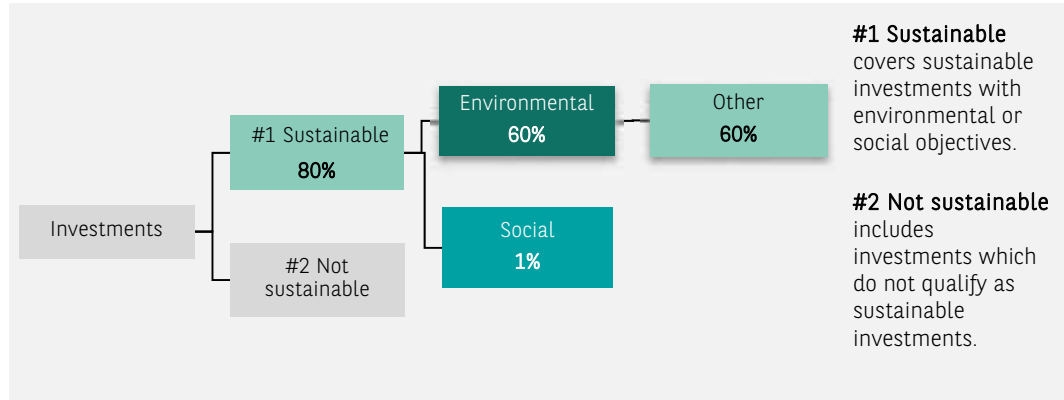 Investments
#1 Sustainable
80%
#2 Not
sustainable
Environmental
60%
Social
1%
Other
60%
#1 Sustainable
covers sustainable
investments with
environmental or
social objectives.
#2 Not sustainable
includes
investments which
do not qualify as
sustainable
investments.